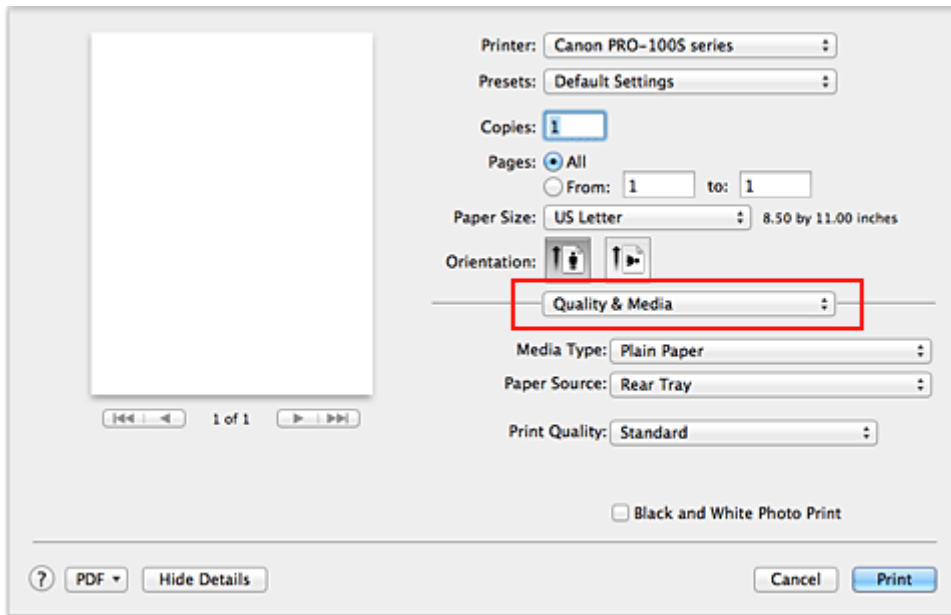 Printer: Canon PRO-100S series
Presets: Default Settings
Copies: 1
Pages: All
From: 1 to: 1
Paper Size: US Letter 8.50 by 11.00 inches
Orientation:
Quality & Media
Media Type: Plain Paper
Paper Source: Rear Tray
1 of 1
Print Quality: Standard
Black and White Photo Print
? PDF Hide Details Cancel Print